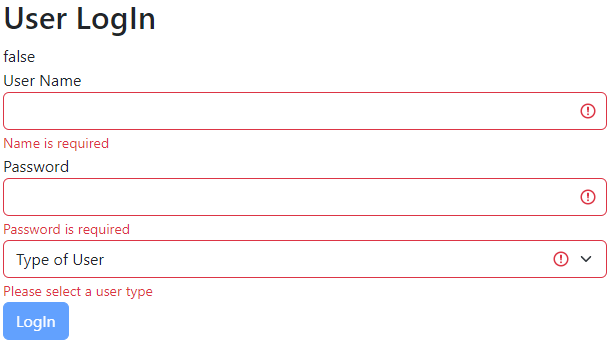 User LogIn
false
User Name
Name is required
Password
Password is required
Type of User
Please select a user type
LogIn